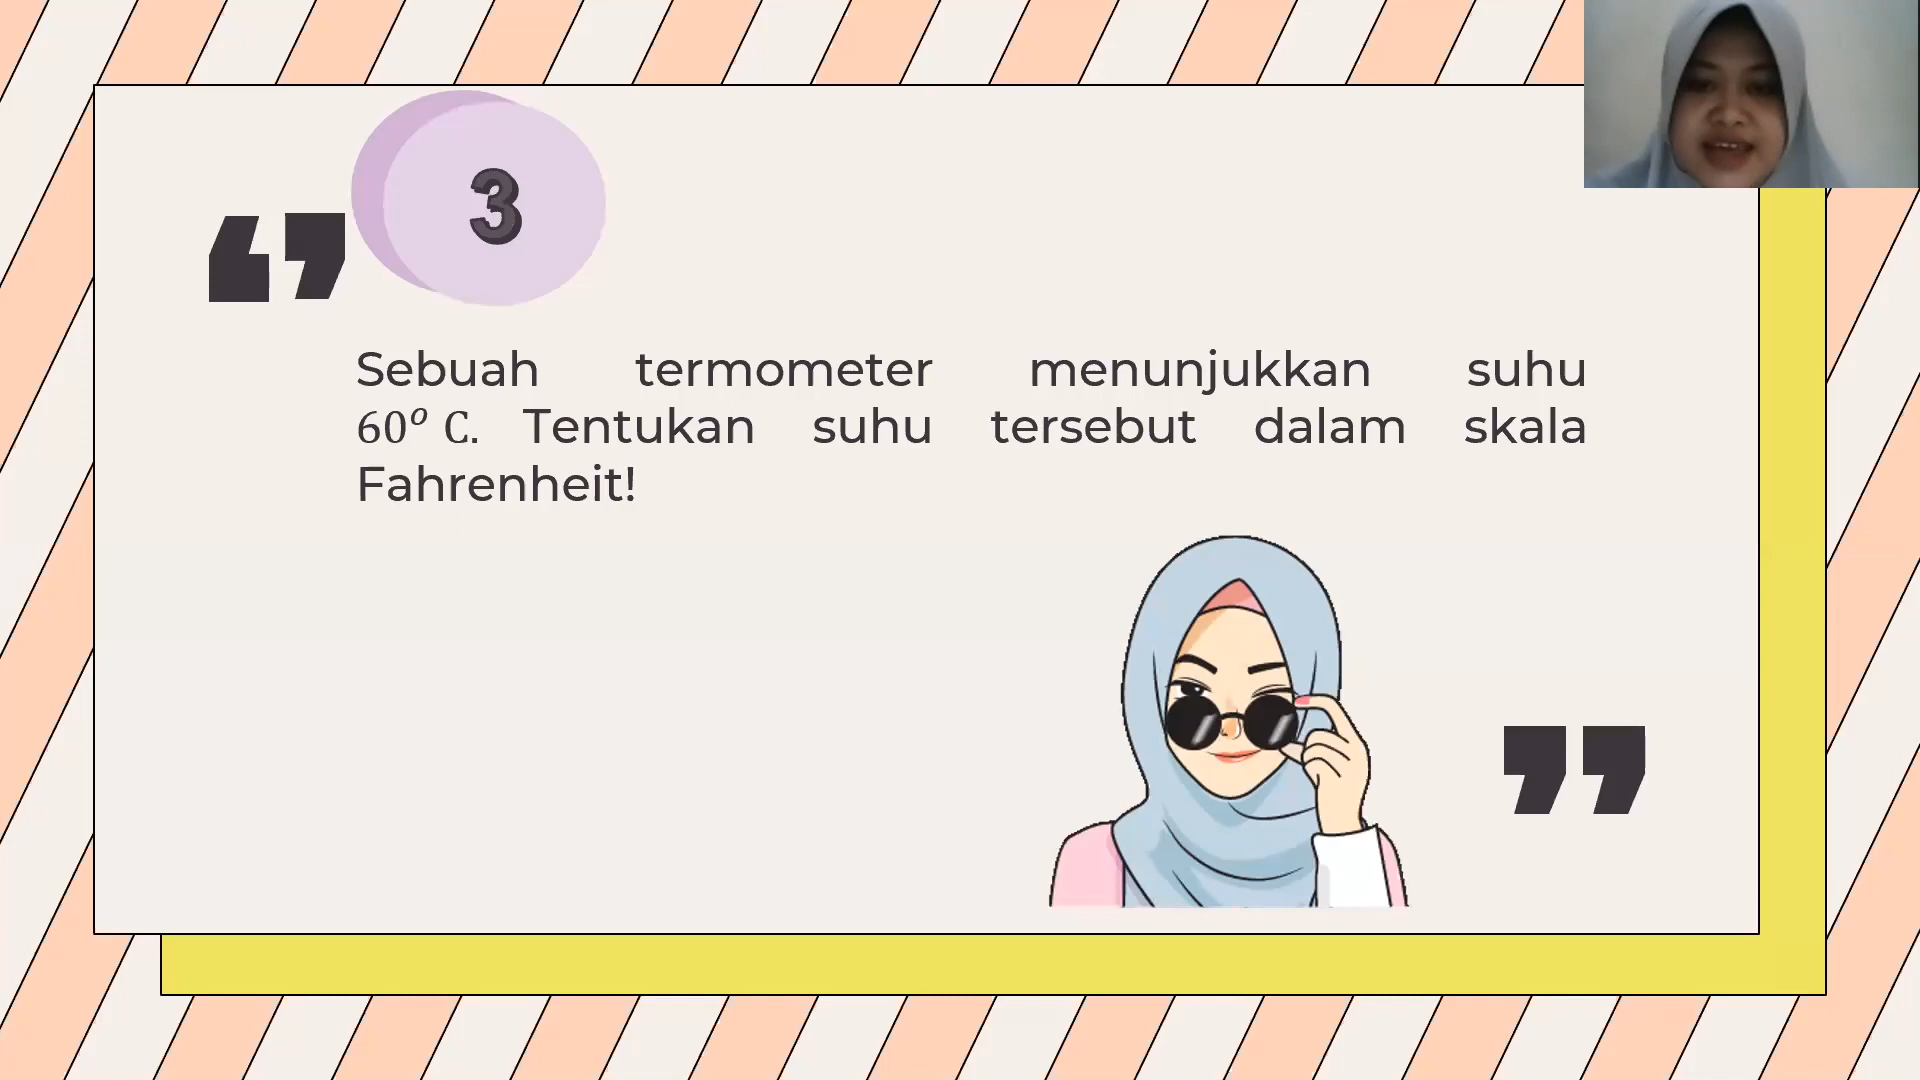 3
Sebuah termometer menunjukkan suhu
60° C. Tentukan suhu tersebut dalam skala
Fahrenheit!